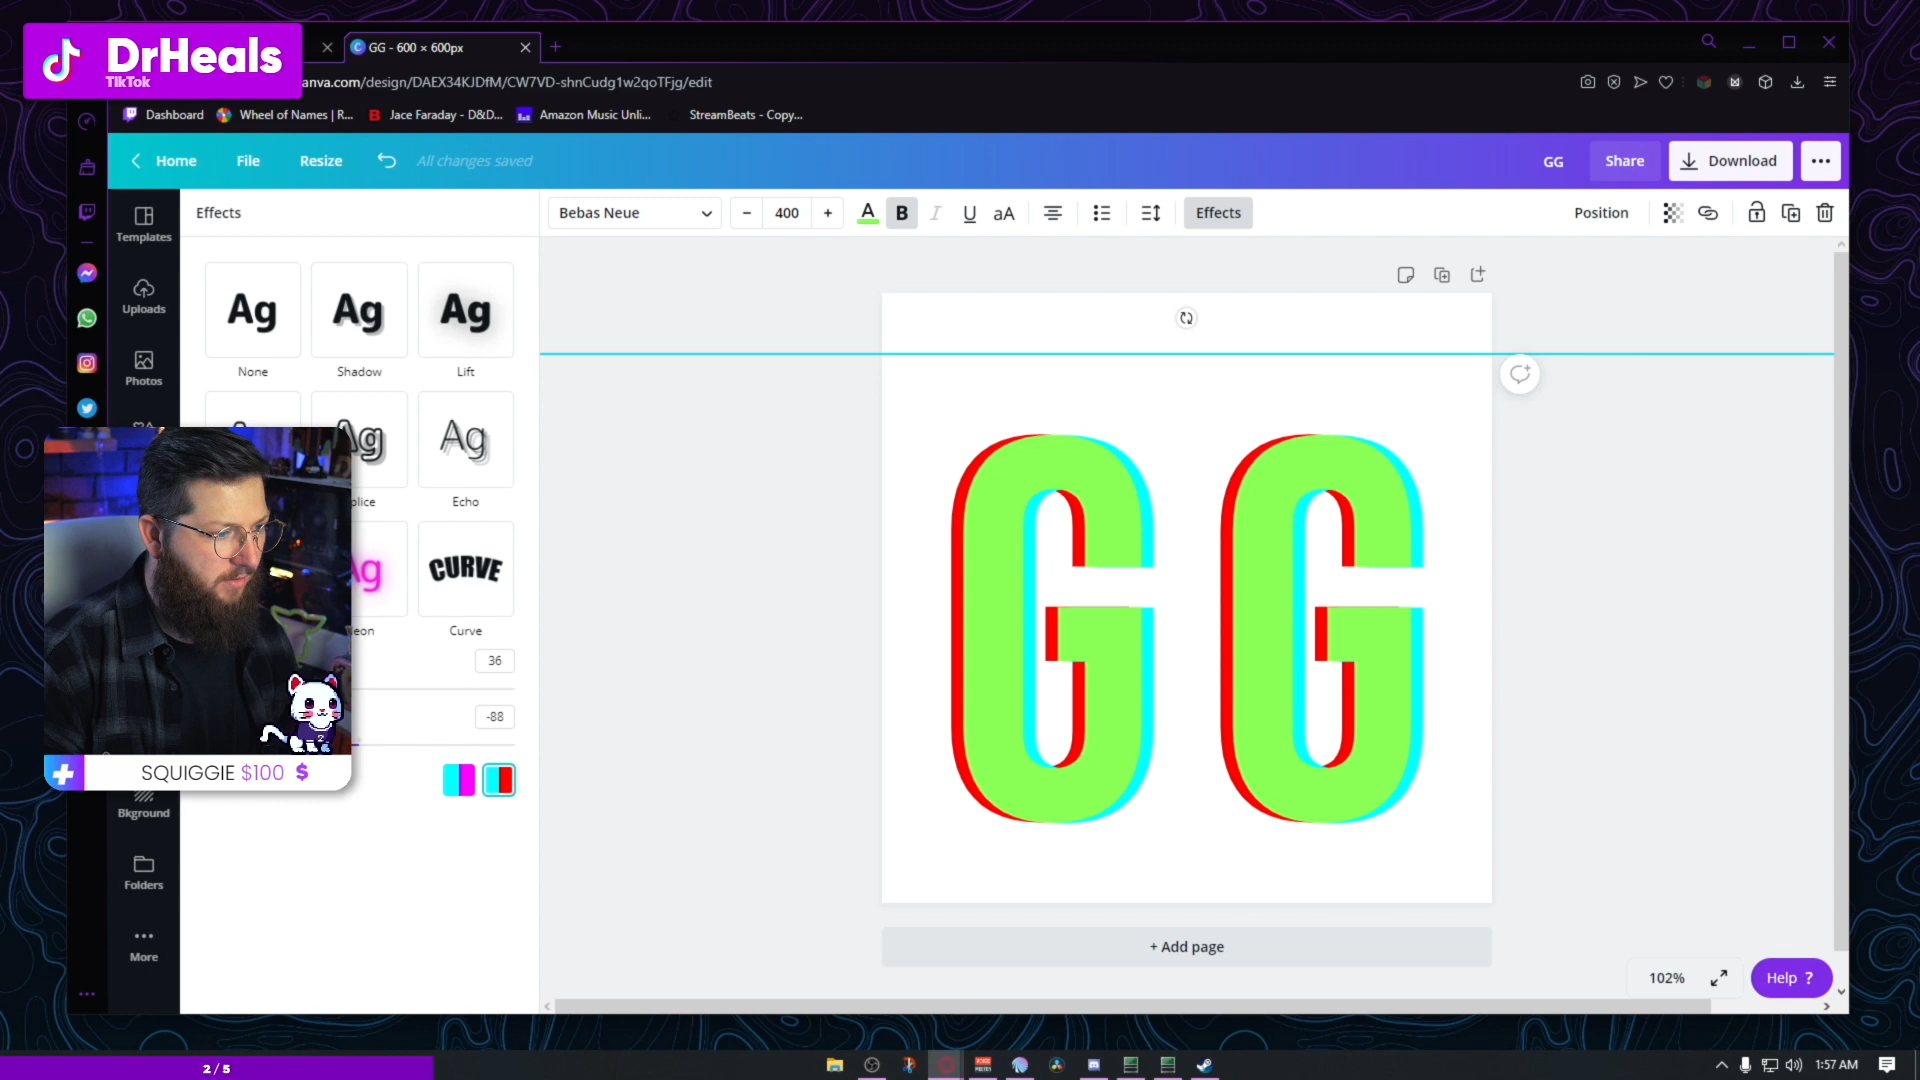 DrHeals
TikTok
GG - 600 × 600px
anva.com/design/DAEX34KJDfM/CW7VD-shnCudg1w2qoTFjg/edit
Dashboard
Wheel of Names | R...
Jace Faraday - D&D...
Amazon Music Unli...
StreamBeats - Copy...
Home
File
Resize
All changes saved
GG
Share
Download
Templates
Effects
Bebas Neue
400
A
B
I
U
aA
Effects
Position
Uploads
Photos
Ag
Ag
Ag
None
Shadow
Lift
Ag
Ag
plice
Echo
Ag
CURVE
eon
Curve
36
-88
SQUIGGIE $100 $
Bkground
Folders
More
GG
+ Add page
102%
Help ?
2 / 5
1:57 AM